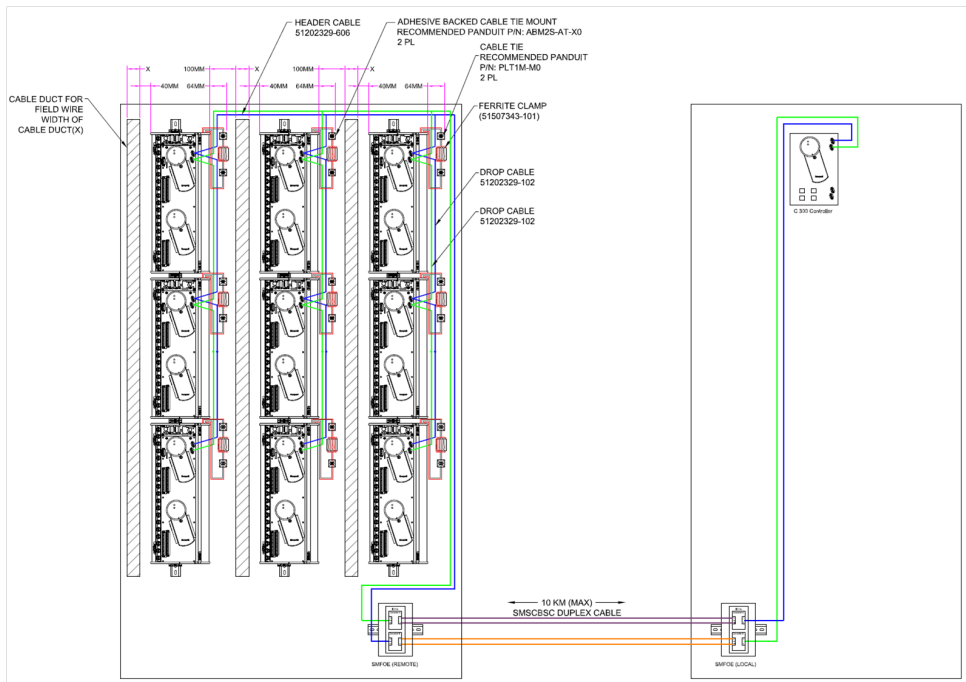 HEADER CABLE
51202329-606
ADHESIVE BACKED CABLE TIE MOUNT
RECOMMENDED PANDUIT P/N: ABM2S-AT-X0
2 PL
CABLE TIE
RECOMMENDED PANDUIT
P/N: PLT1M-M0
2 PL
X 100MM X 100MM X
40MM 64MM 40MM 64MM 40MM 64MM
CABLE DUCT FOR
FIELD WIRE
WIDTH OF
CABLE DUCT(X)
FERRITE CLAMP
(51507343-101)
DROP CABLE
51202329-102
DROP CABLE
51202329-102
C 300 Controller
10 KM (MAX)
SMSCBSC DUPLEX CABLE
SMFOE (REMOTE)
SMFOE (LOCAL)